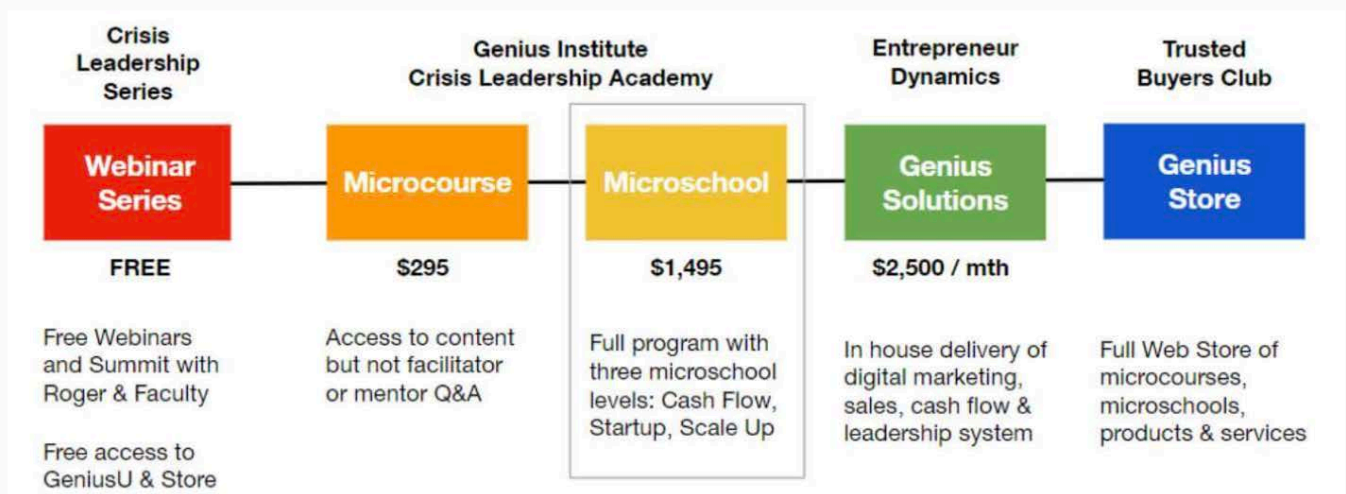 Crisis
Leadership
Series
Genius Institute
Crisis Leadership Academy
Entrepreneur
Dynamics
Trusted
Buyers Club
Webinar
Series
Microcourse
Microschool
Genius
Solutions
Genius
Store
FREE
$295
$1,495
$2,500 / mth
Free Webinars
and Summit with
Roger & Faculty
Free access to
GeniusU & Store
Access to content
but not facilitator
or mentor Q&A
Full program with
three microschool
levels: Cash Flow,
Startup, Scale Up
In house delivery of
digital marketing,
sales, cash flow &
leadership system
Full Web Store of
microcourses,
microschools,
products & services